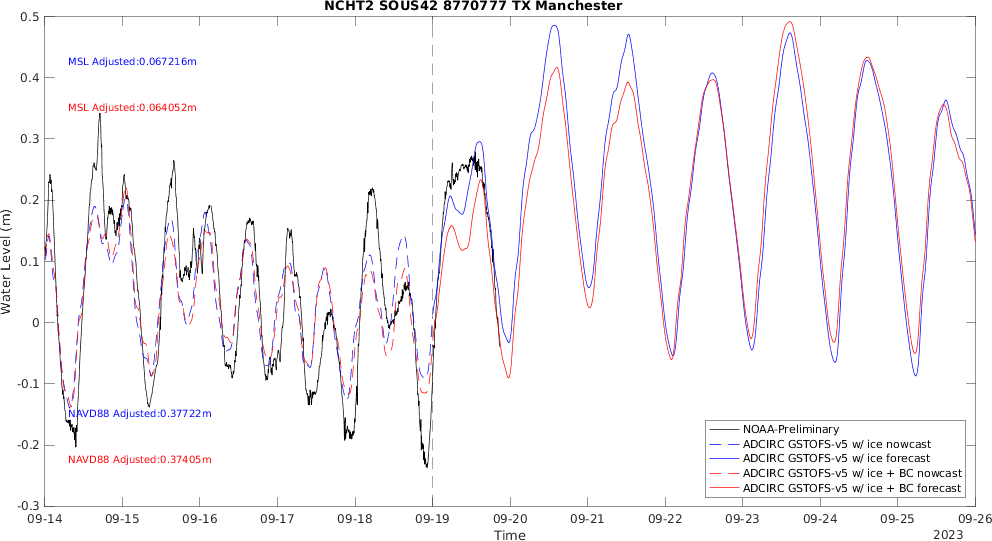 NCHT2 SOUS42 8770777 TX Manchester
0.5
0.4
0.3
0.2
0.1
0
-0.1
-0.2
-0.3
Water Level (m)
MSL Adjusted:0.067216m
MSL Adjusted:0.064052m
NAVD88 Adjusted:0.37722m
NAVD88 Adjusted:0.37405m
NOAA-Preliminary
ADCIRC GSTOFS-v5 w/ ice nowcast
ADCIRC GSTOFS-v5 w/ ice forecast
ADCIRC GSTOFS-v5 w/ ice + BC nowcast
ADCIRC GSTOFS-v5 w/ ice + BC forecast
09-14 09-15 09-16 09-17 09-18 09-19 09-20 09-21 09-22 09-23 09-24 09-25 09-26
Time
2023